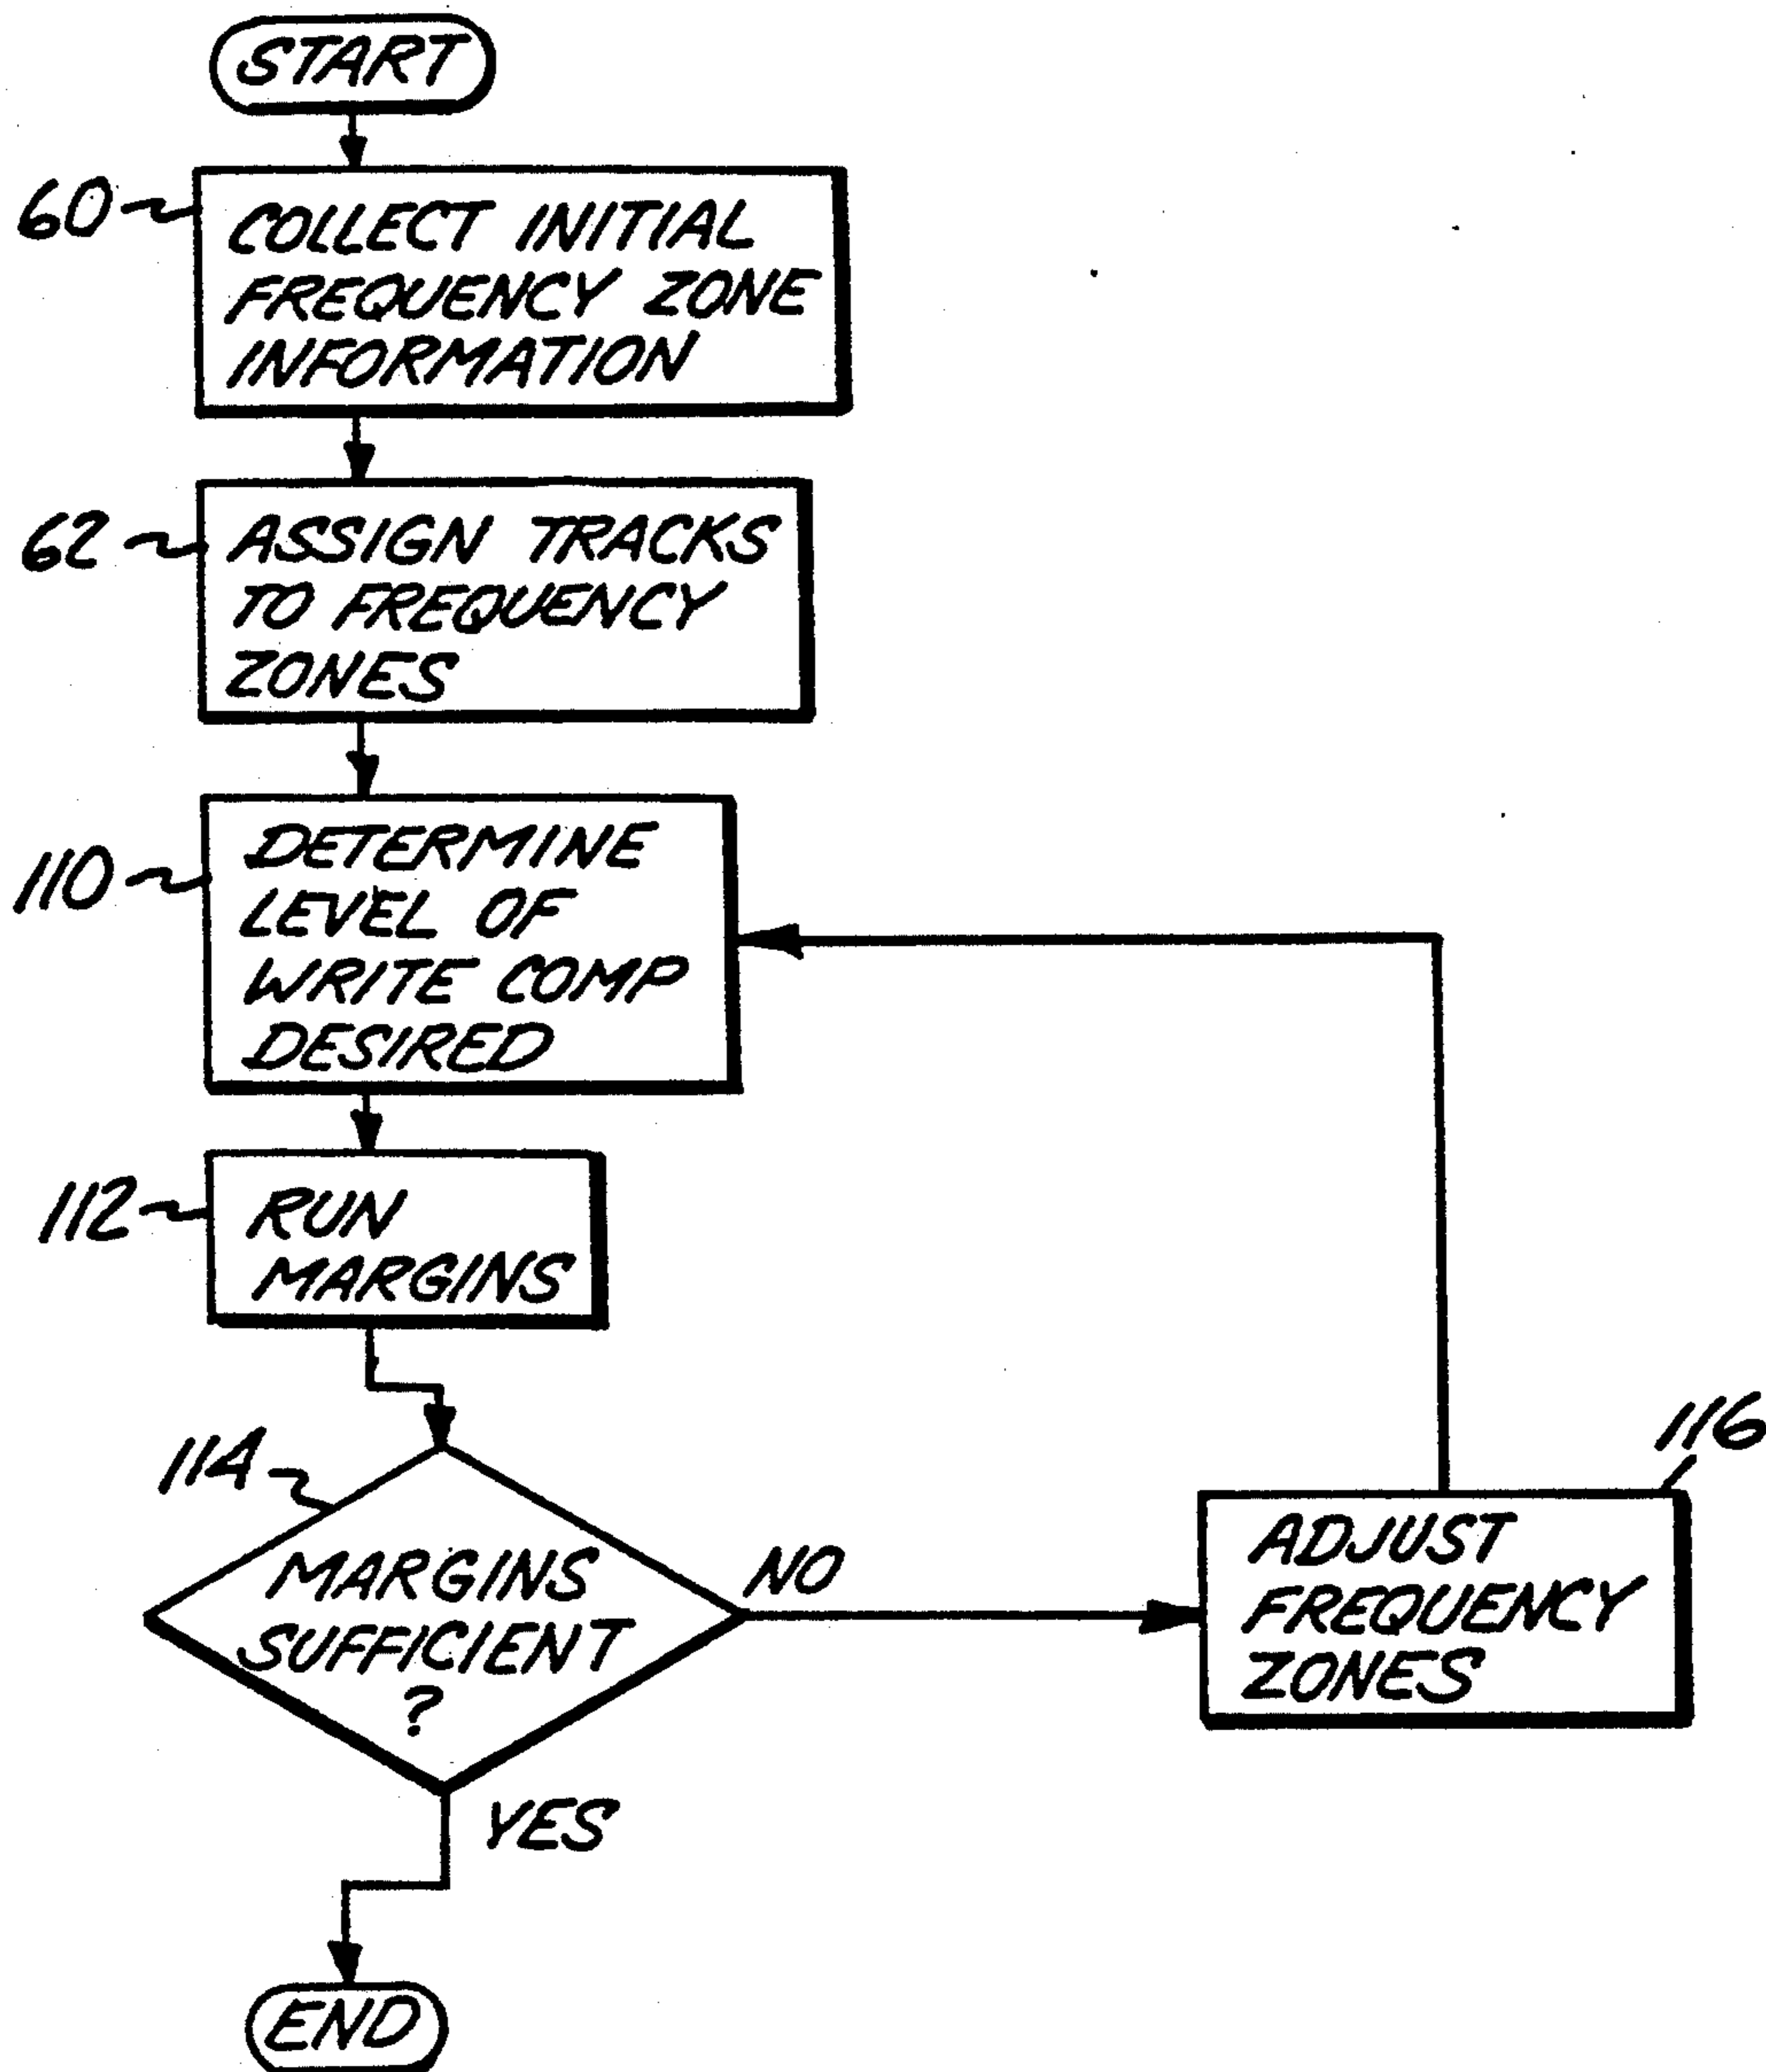 START
60
COLLECT INITIAL
FREQUENCY ZONE
INFORMATION
62
ASSIGN TRACKS
TO FREQUENCY
ZONES
110
DETERMINE
LEVEL OF
WRITE COMP
DESIRED
112
RUN
MARGINS
114
MARGINS
SUFFICIENT
?
NO
116
ADJUST
FREQUENCY
ZONES
YES
END